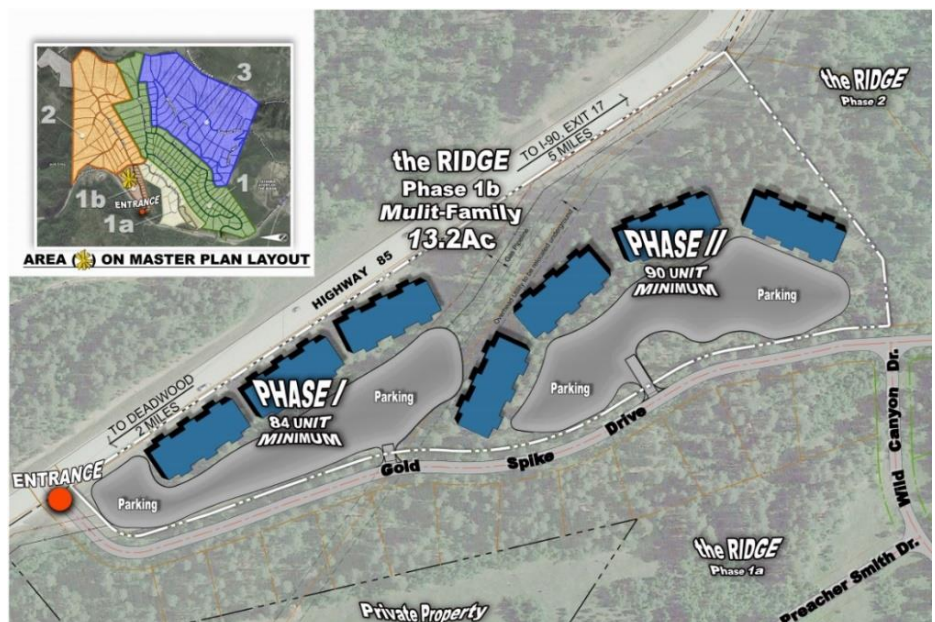 2
3
1
1b
ENTRANCE
1a
AREA ( ) ON MASTER PLAN LAYOUT
the RIDGE
Phase 2
TO I-90, EXIT 17
5 MILES
the RIDGE
Phase 1b
Mulit-Family
13.2Ac
HIGHWAY 85
Gas Pipeline
PHASE II
90 UNIT
MINIMUM
Parking
Parking
PHASE I
84 UNIT
MINIMUM
Parking
Parking
TO DEADWOOD
2 MILES
ENTRANCE
Gold Spike Drive
Wild Canyon Dr.
the RIDGE
Phase 1a
Preacher Smith Dr.
Private Property